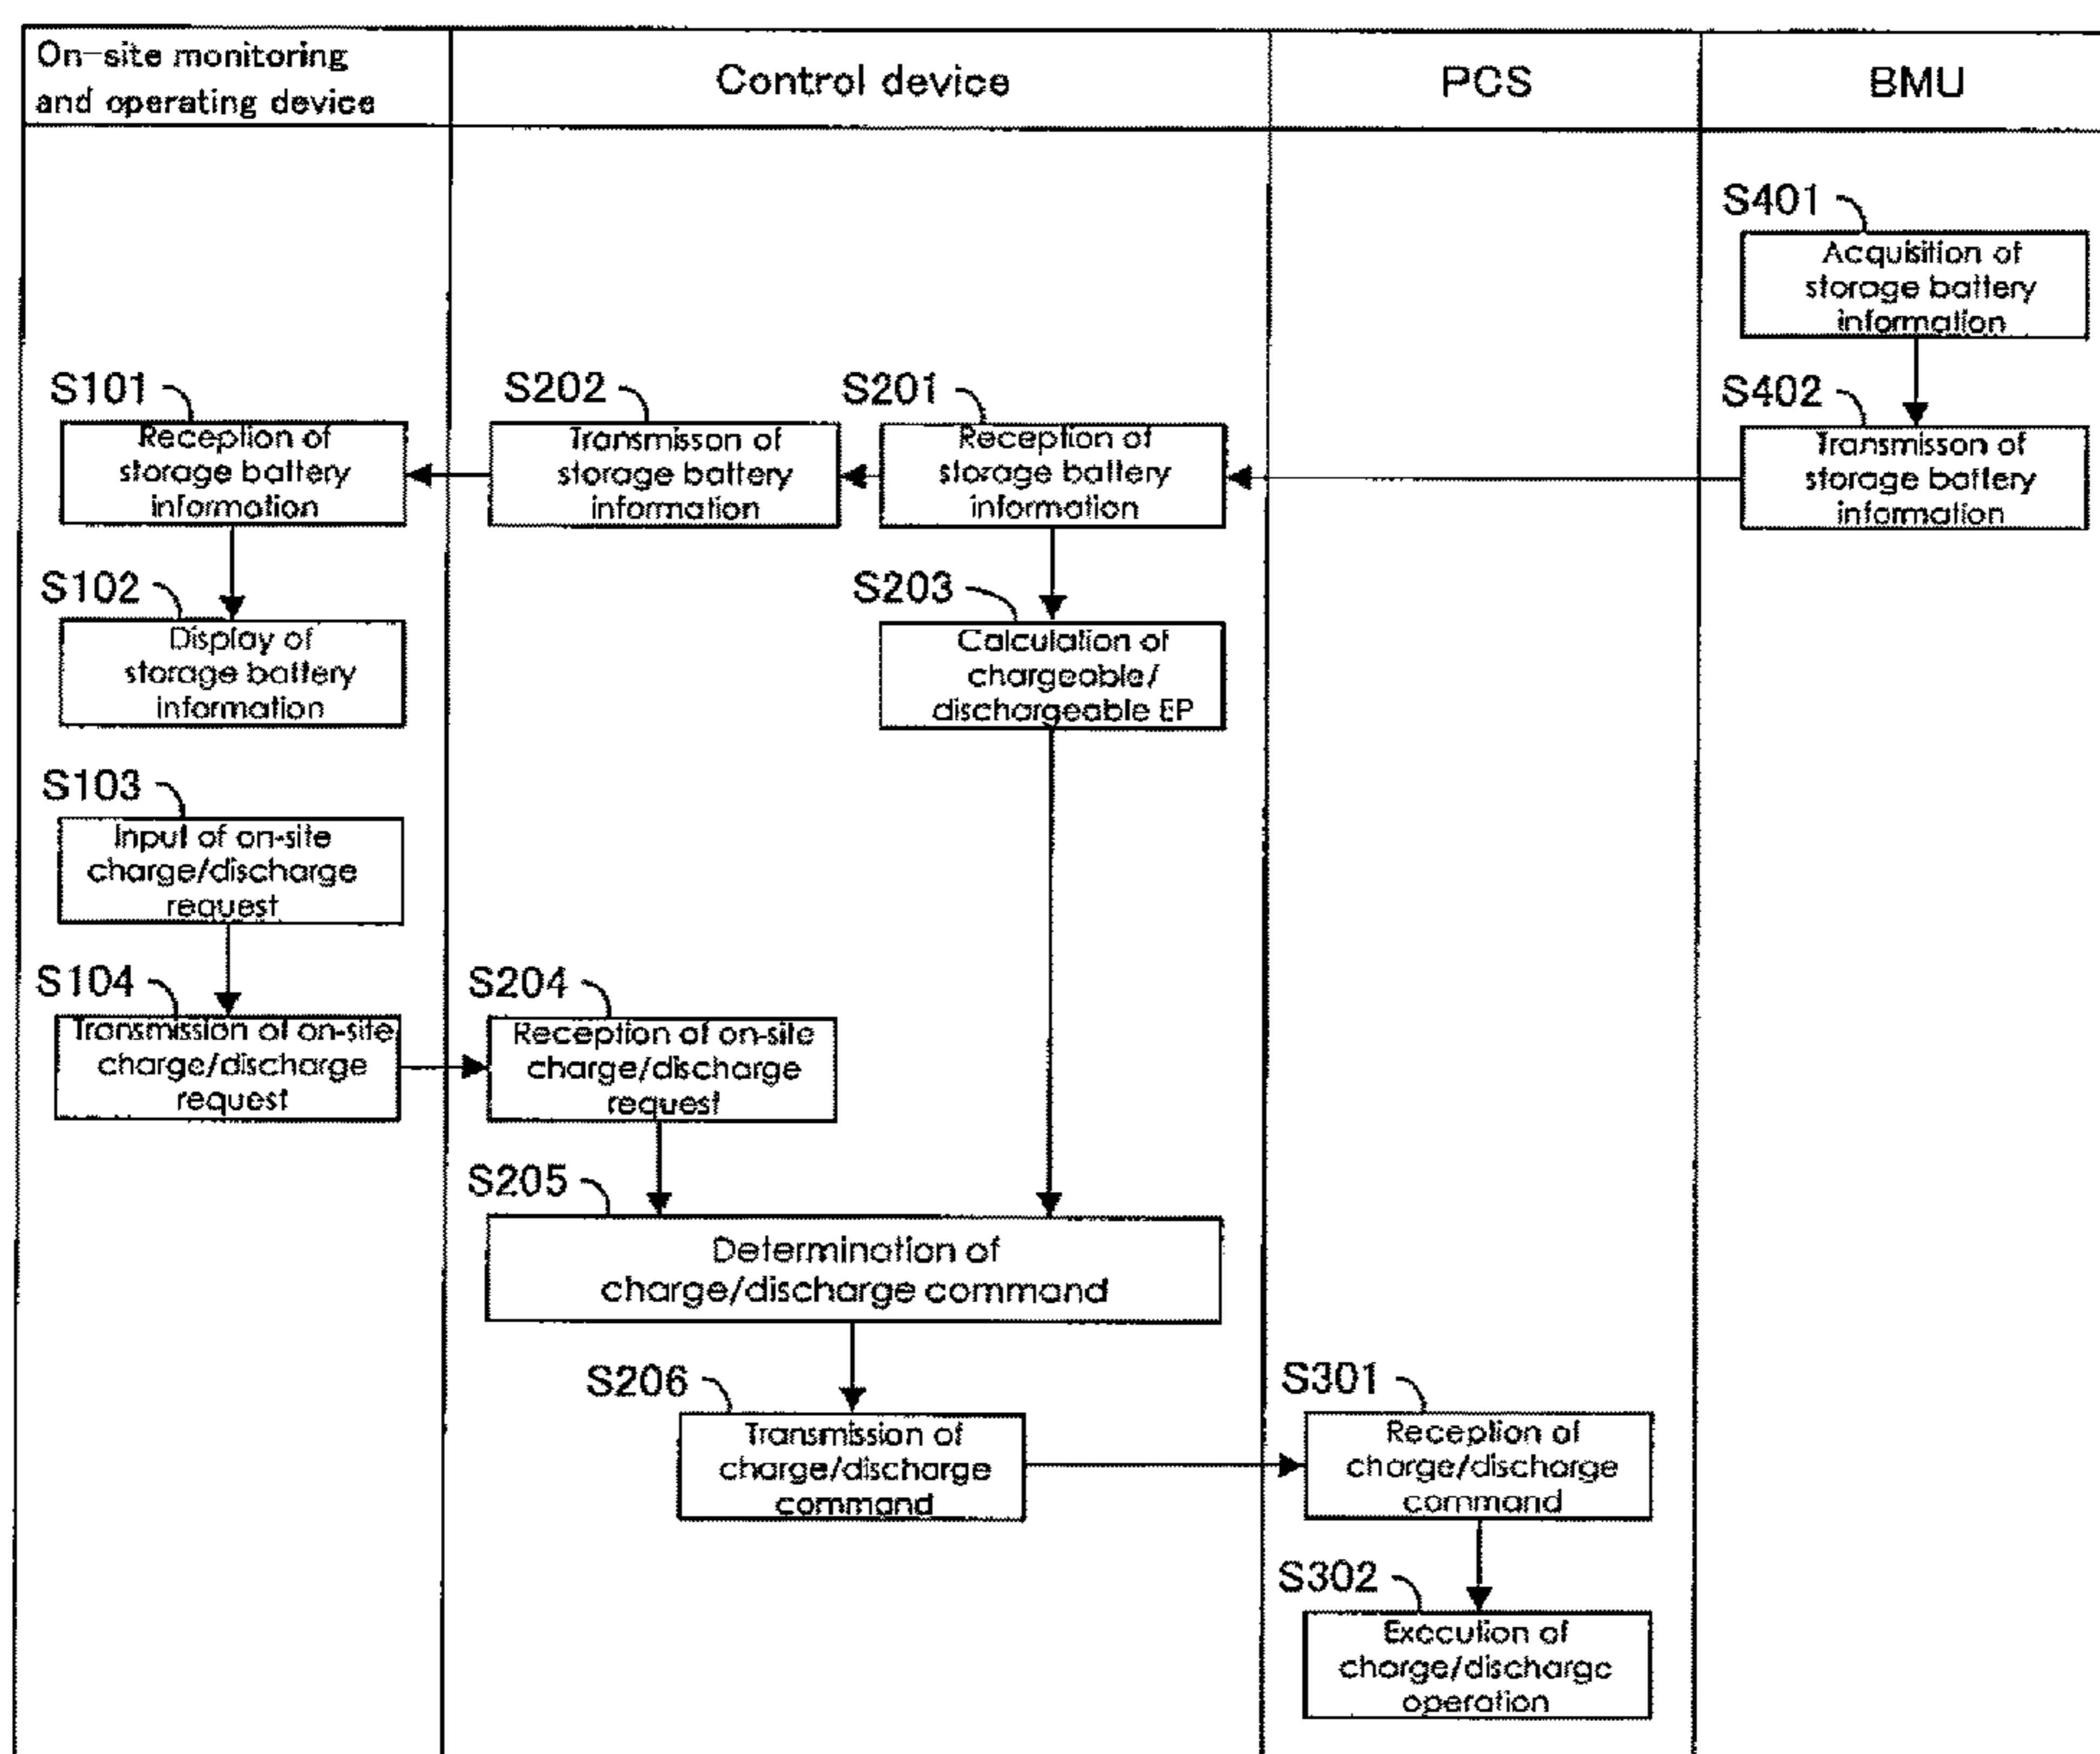 On-site monitoring
and operating device
Control device
PCS
BMU
S401
Acquisition of
storage battery
information
S101
Reception of
storage battery
information
S202
Transmisson of
storage battery
information
S201
Reception of
storage battery
information
S402
Transmisson of
storage battery
information
S102
Display of
storage battery
information
S203
Calculation of
chargeable/
dischargeable EP
S103
Input of on-site
charge/discharge
request
S104
Transmission of on-site
charge/discharge
request
S204
Reception of on-site
charge/discharge
request
S205
Determination of
charge/discharge command
S206
Transmission of
charge/discharge
command
S301
Reception of
charge/discharge
command
S302
Execution of
charge/discharge
operation